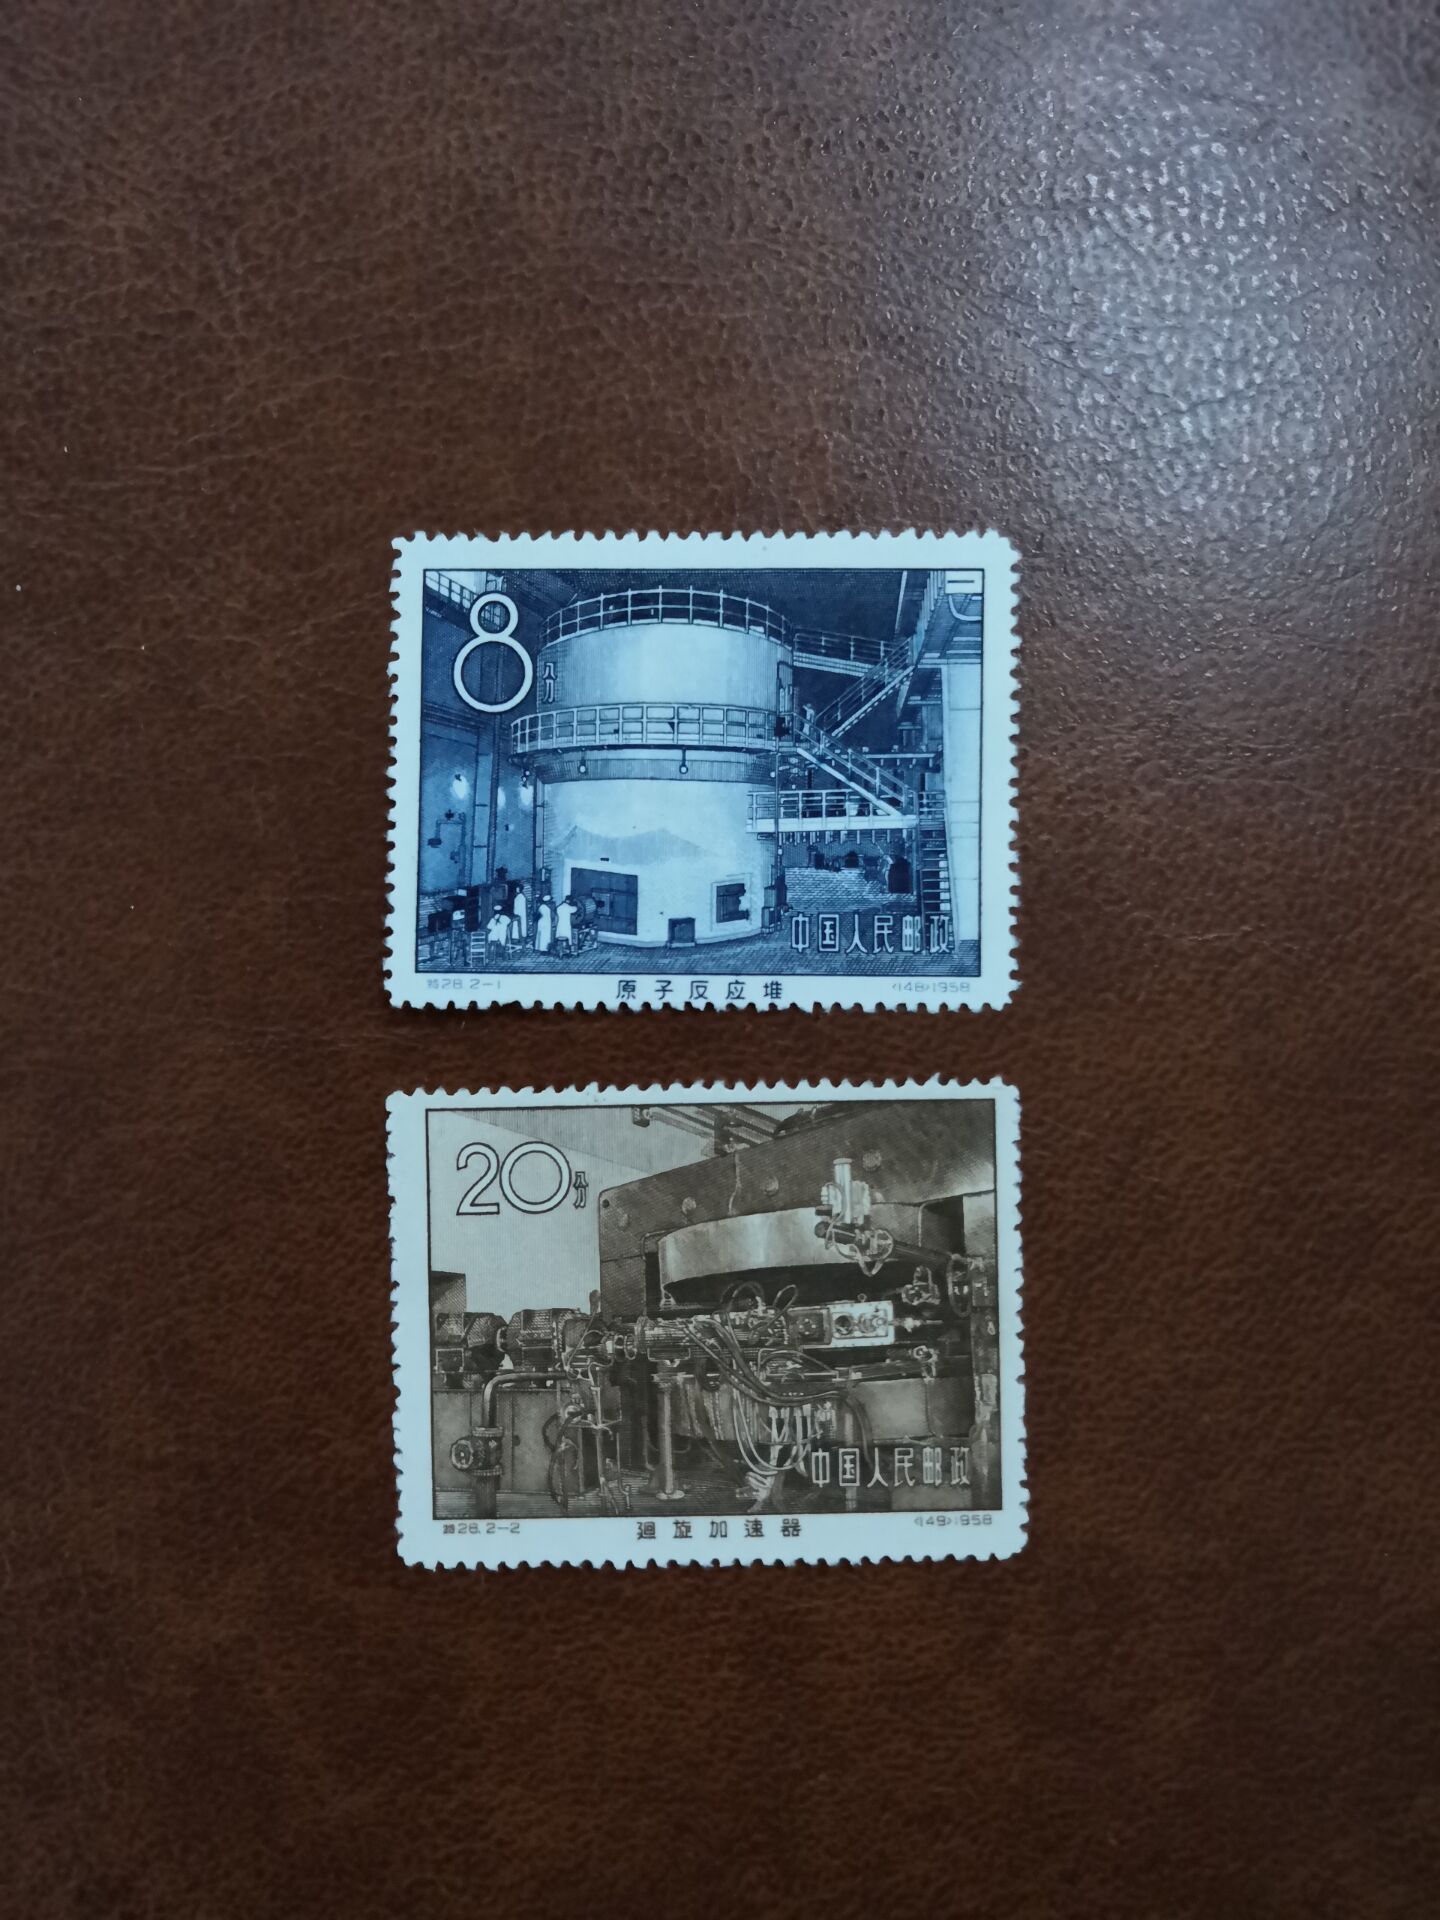 8分
中国人民邮政
特28.2-1 原子反应堆 (148)1958
20分
中国人民邮政
特28.2-2 廻旋加速器 (149)1958